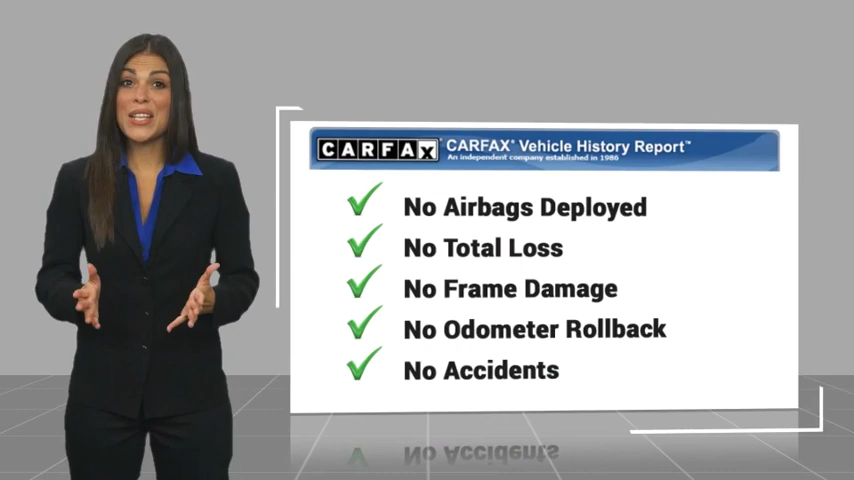 CARFAX CARFAX® Vehicle History Report™
An independent company established in 1986
No Airbags Deployed
No Total Loss
No Frame Damage
No Odometer Rollback
No Accidents
No Accidents